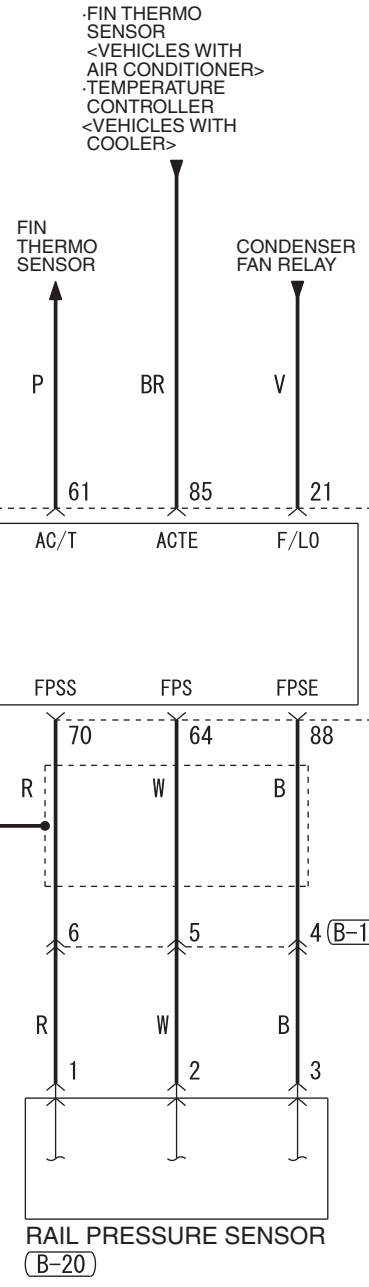 ·FIN THERMO
SENSOR
<VEHICLES WITH
AIR CONDITIONER>
·TEMPERATURE
CONTROLLER
<VEHICLES WITH
COOLER>
FIN
THERMO
SENSOR
CONDENSER
FAN RELAY
P BR V
61 85 21
AC/T ACTE F/LO
FPSS FPS FPSE
70 64 88
R W B
6 5 4 B-1
R W B
1 2 3
RAIL PRESSURE SENSOR
B-20